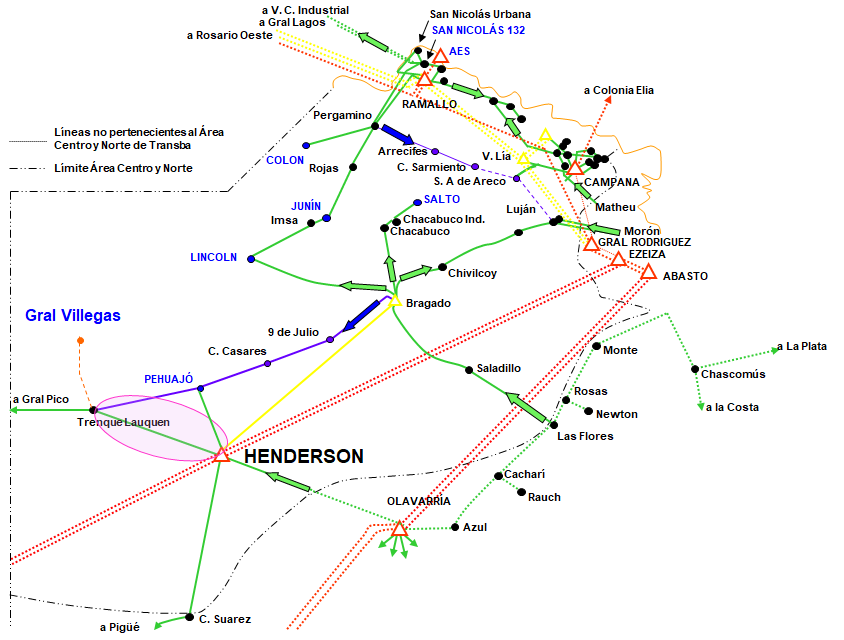 a V. C. Industrial
San Nicolás Urbana
a Gral Lagos
SAN NICOLÁS 132
a Rosario Oeste
AES
a Colonia Elia
RAMALLO
Pergamino
Líneas no pertenecientes al Área
Centro y Norte de Transba
Arrecifes
V. Lía
COLON
Rojas
C. Sarmiento
Límite Área Centro y Norte
S. A de Areco
CAMPANA
JUNÍN
SALTO
Luján
Matheu
Imsa
Chacabuco Ind.
Chacabuco
Morón
GRAL RODRIGUEZ
LINCOLN
EZEIZA
Chivilcoy
ABASTO
Bragado
Gral Villegas
9 de Julio
C. Casares
Monte
a La Plata
PEHUAJÓ
Saladillo
Chascomús
Rosas
a Gral Pico
Newton
a la Costa
Trenque Lauquen
Las Flores
HENDERSON
Cacharí
Rauch
OLAVARRIA
Azul
C. Suarez
a Pigüé